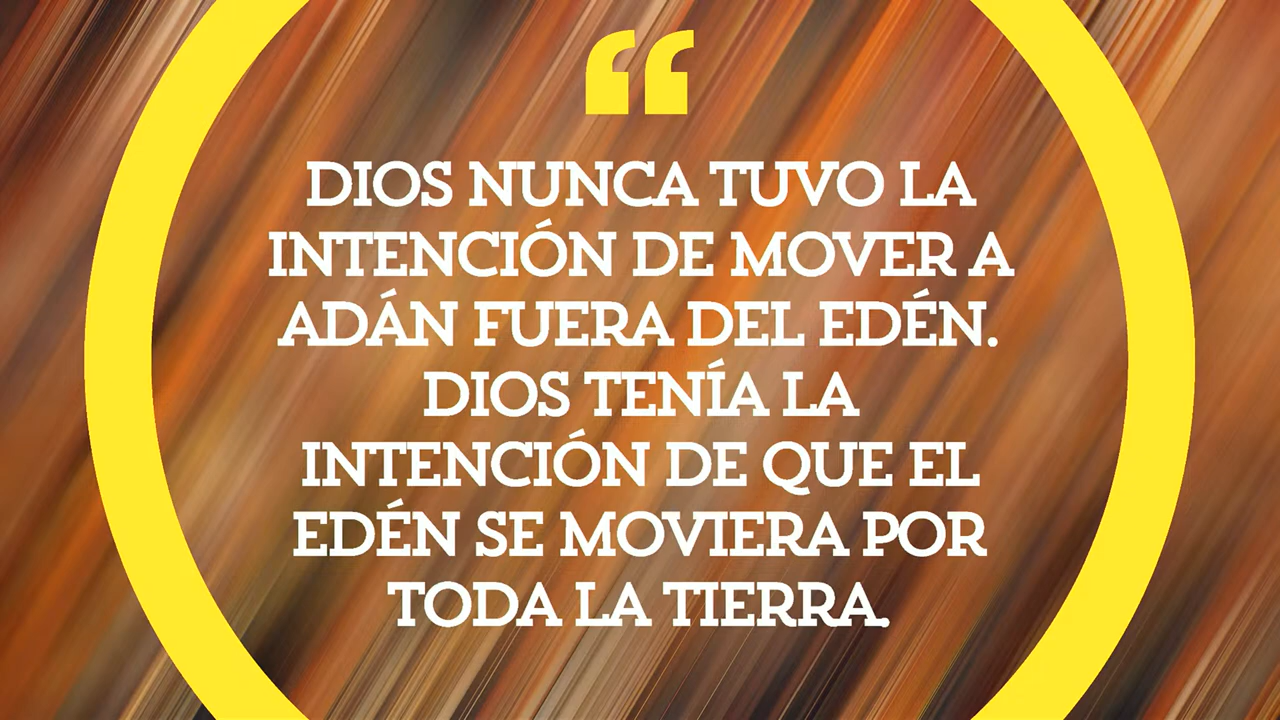 “
DIOS NUNCA TUVO LA
INTENCIÓN DE MOVER A
ADÁN FUERA DEL EDÉN.
DIOS TENÍA LA
INTENCIÓN DE QUE EL
EDÉN SE MOVIERA POR
TODA LA TIERRA.